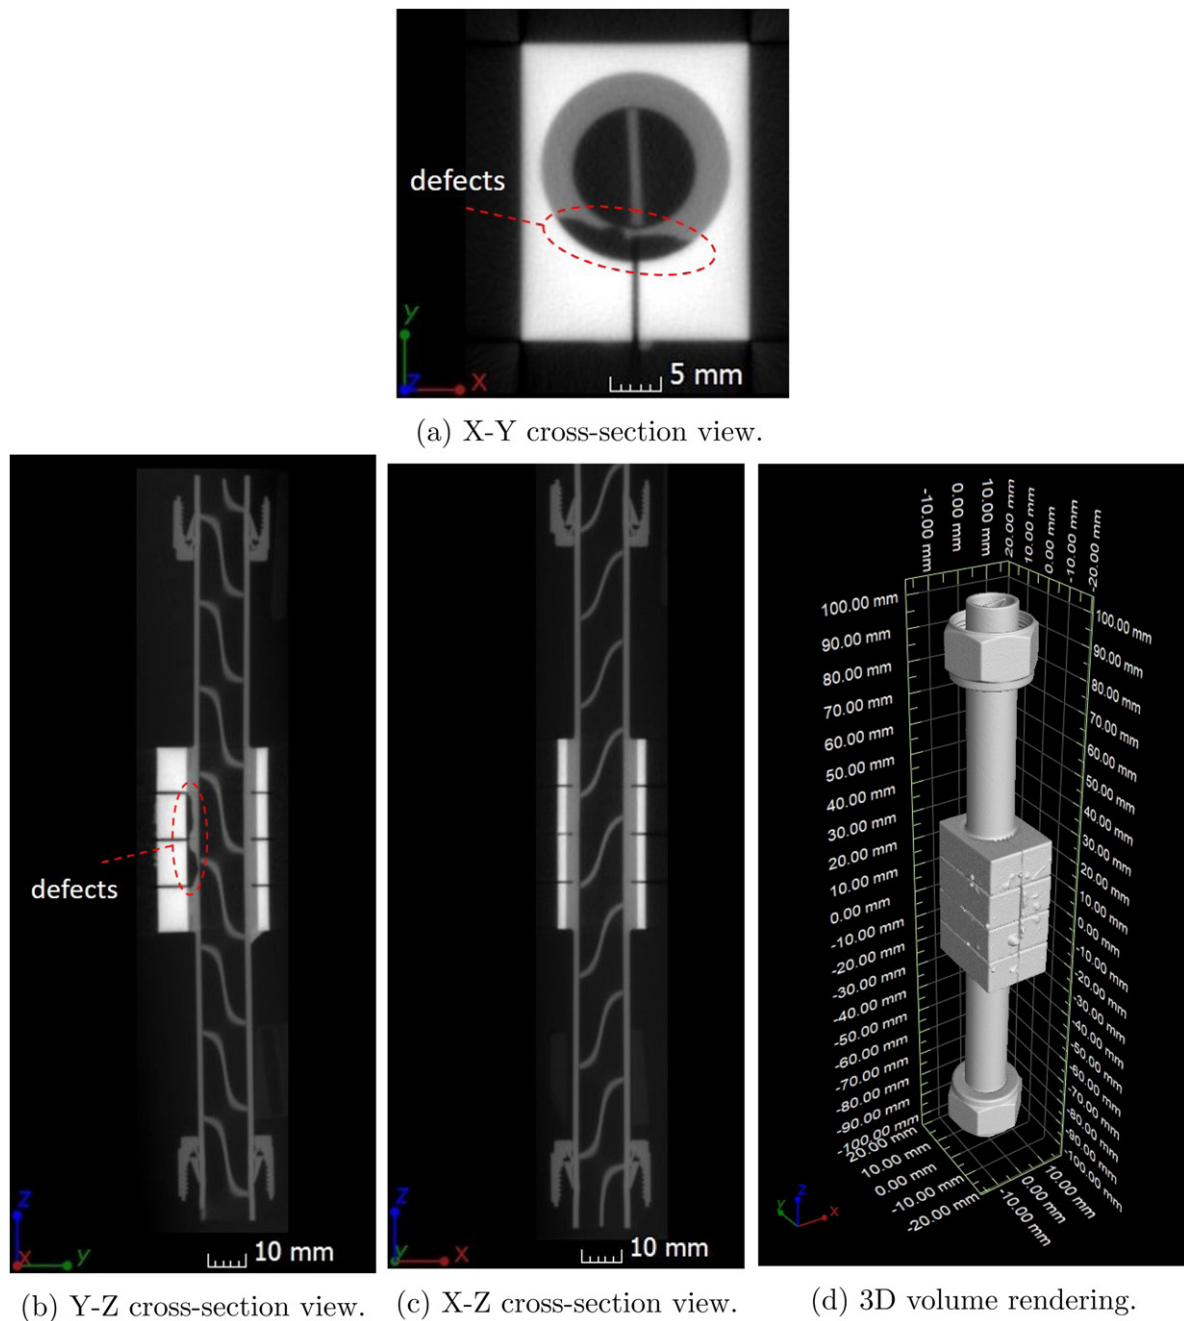 defects
y
z
x
5 mm
(a) X-Y cross-section view.
defects
z
x
y
10 mm
(b) Y-Z cross-section view.
z
y
x
10 mm
(c) X-Z cross-section view.
-10.00 mm
0.00 mm
10.00 mm
20.00 mm
10.00 mm
0.00 mm
-10.00 mm
-20.00 mm
100.00 mm
90.00 mm
80.00 mm
70.00 mm
60.00 mm
50.00 mm
40.00 mm
30.00 mm
20.00 mm
10.00 mm
0.00 mm
-10.00 mm
-20.00 mm
-30.00 mm
-40.00 mm
-50.00 mm
-60.00 mm
-70.00 mm
-80.00 mm
-90.00 mm
-100.00 mm
100.00 mm
90.00 mm
80.00 mm
70.00 mm
60.00 mm
50.00 mm
40.00 mm
30.00 mm
20.00 mm
10.00 mm
0.00 mm
-10.00 mm
-20.00 mm
-30.00 mm
-40.00 mm
-50.00 mm
-60.00 mm
-70.00 mm
-80.00 mm
-90.00 mm
-100.00 mm
20.00 mm
10.00 mm
0.00 mm
-10.00 mm
-20.00 mm
-10.00 mm
0.00 mm
10.00 mm
y
z
x
(d) 3D volume rendering.